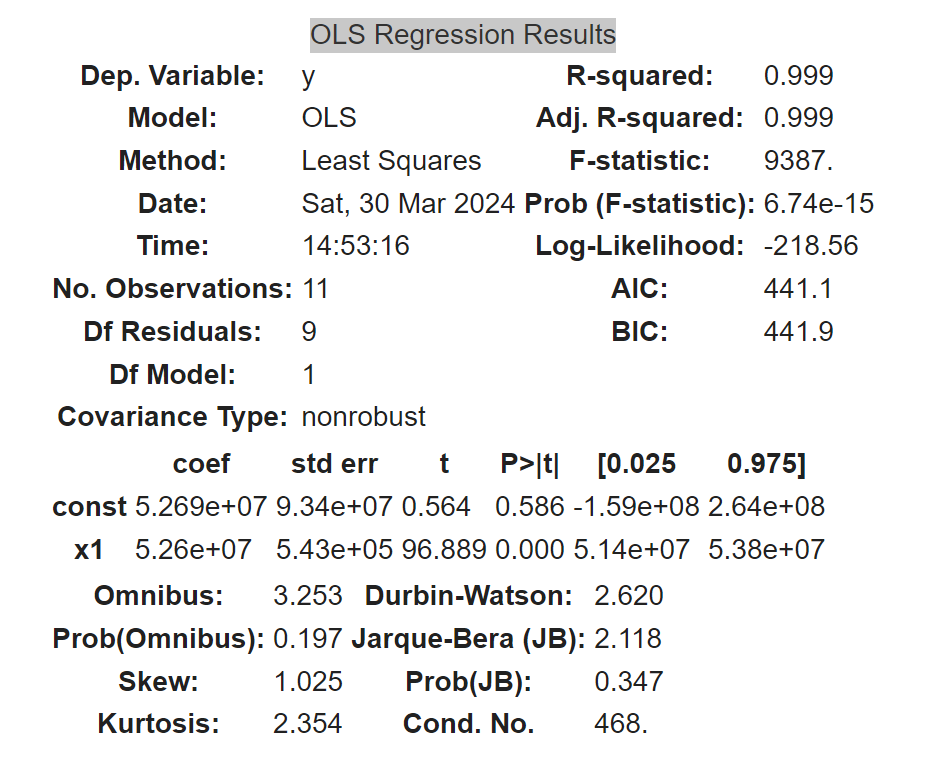 OLS Regression Results
Dep. Variable: y R-squared: 0.999
Model: OLS Adj. R-squared: 0.999
Method: Least Squares F-statistic: 9387.
Date: Sat, 30 Mar 2024 Prob (F-statistic): 6.74e-15
Time: 14:53:16 Log-Likelihood: -218.56
No. Observations: 11 AIC: 441.1
Df Residuals: 9 BIC: 441.9
Df Model: 1
Covariance Type: nonrobust
coef std err t P>|t| [0.025 0.975]
const 5.269e+07 9.34e+07 0.564 0.586 -1.59e+08 2.64e+08
x1 5.26e+07 5.43e+05 96.889 0.000 5.14e+07 5.38e+07
Omnibus: 3.253 Durbin-Watson: 2.620
Prob(Omnibus): 0.197 Jarque-Bera (JB): 2.118
Skew: 1.025 Prob(JB): 0.347
Kurtosis: 2.354 Cond. No. 468.